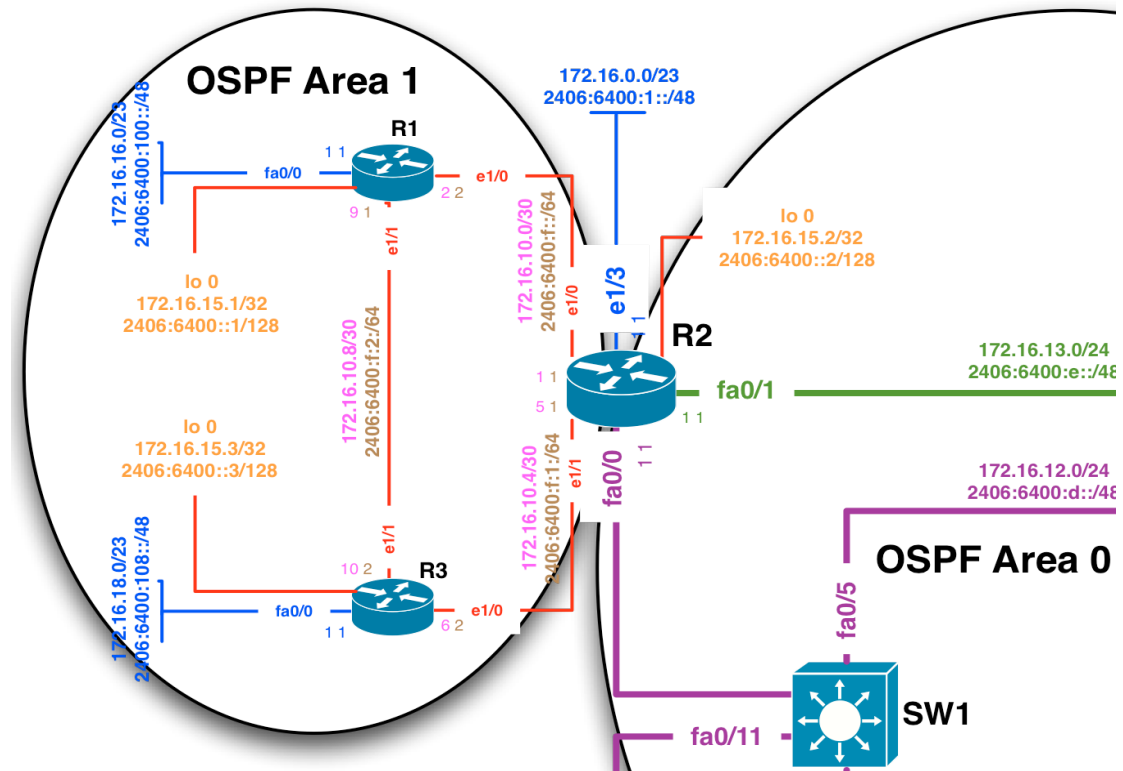 OSPF Area 1
172.16.0.0/23
2406:6400:1::/48
172.16.16.0/23
2406:6400:100::/48
R1
1 1
fa0/0
e1/0
2 2
9 1
e1/1
172.16.10.0/30
2406:6400:f::/64
e1/0
e1/3
1 1
lo 0
172.16.15.2/32
2406:6400::2/128
lo 0
172.16.15.1/32
2406:6400::1/128
172.16.10.8/30
2406:6400:f:2:/64
R2
1 1
5 1
fa0/1
1 1
172.16.13.0/24
2406:6400:e::/48
lo 0
172.16.15.3/32
2406:6400::3/128
172.16.10.4/30
2406:6400:f:1:/64
e1/1
fa0/0
1 1
172.16.12.0/24
2406:6400:d::/48
OSPF Area 0
172.16.18.0/23
2406:6400:108::/48
e1/1
10 2
R3
fa0/0
1 1
e1/0
6 2
fa0/5
SW1
fa0/11